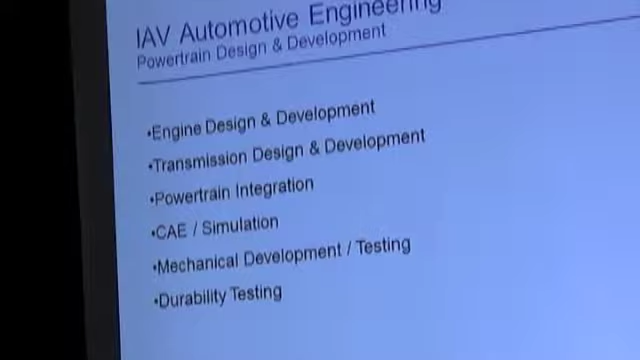 IAV Automotive Engineering
Powertrain Design & Development
•Engine Design & Development
•Transmission Design & Development
•Powertrain Integration
•CAE / Simulation
•Mechanical Development / Testing
•Durability Testing